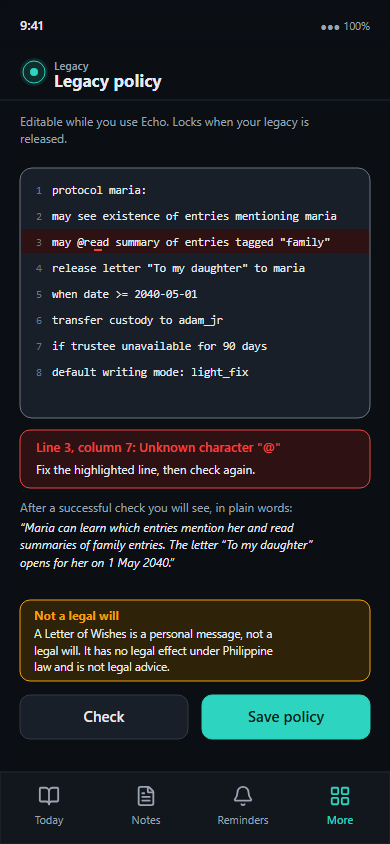 9:41
100%
Legacy
Legacy policy
Editable while you use Echo. Locks when your legacy is
released.
1 protocol maria:
2 may see existence of entries mentioning maria
3 may @read summary of entries tagged "family"
4 release letter "To my daughter" to maria
5 when date >= 2040-05-01
6 transfer custody to adam_jr
7 if trustee unavailable for 90 days
8 default writing mode: light_fix
Line 3, column 7: Unknown character "@"
Fix the highlighted line, then check again.
After a successful check you will see, in plain words:
“Maria can learn which entries mention her and read
summaries of family entries. The letter “To my daughter”
opens for her on 1 May 2040.”
Not a legal will
A Letter of Wishes is a personal message, not a
legal will. It has no legal effect under Philippine
law and is not legal advice.
Check
Save policy
Today
Notes
Reminders
More